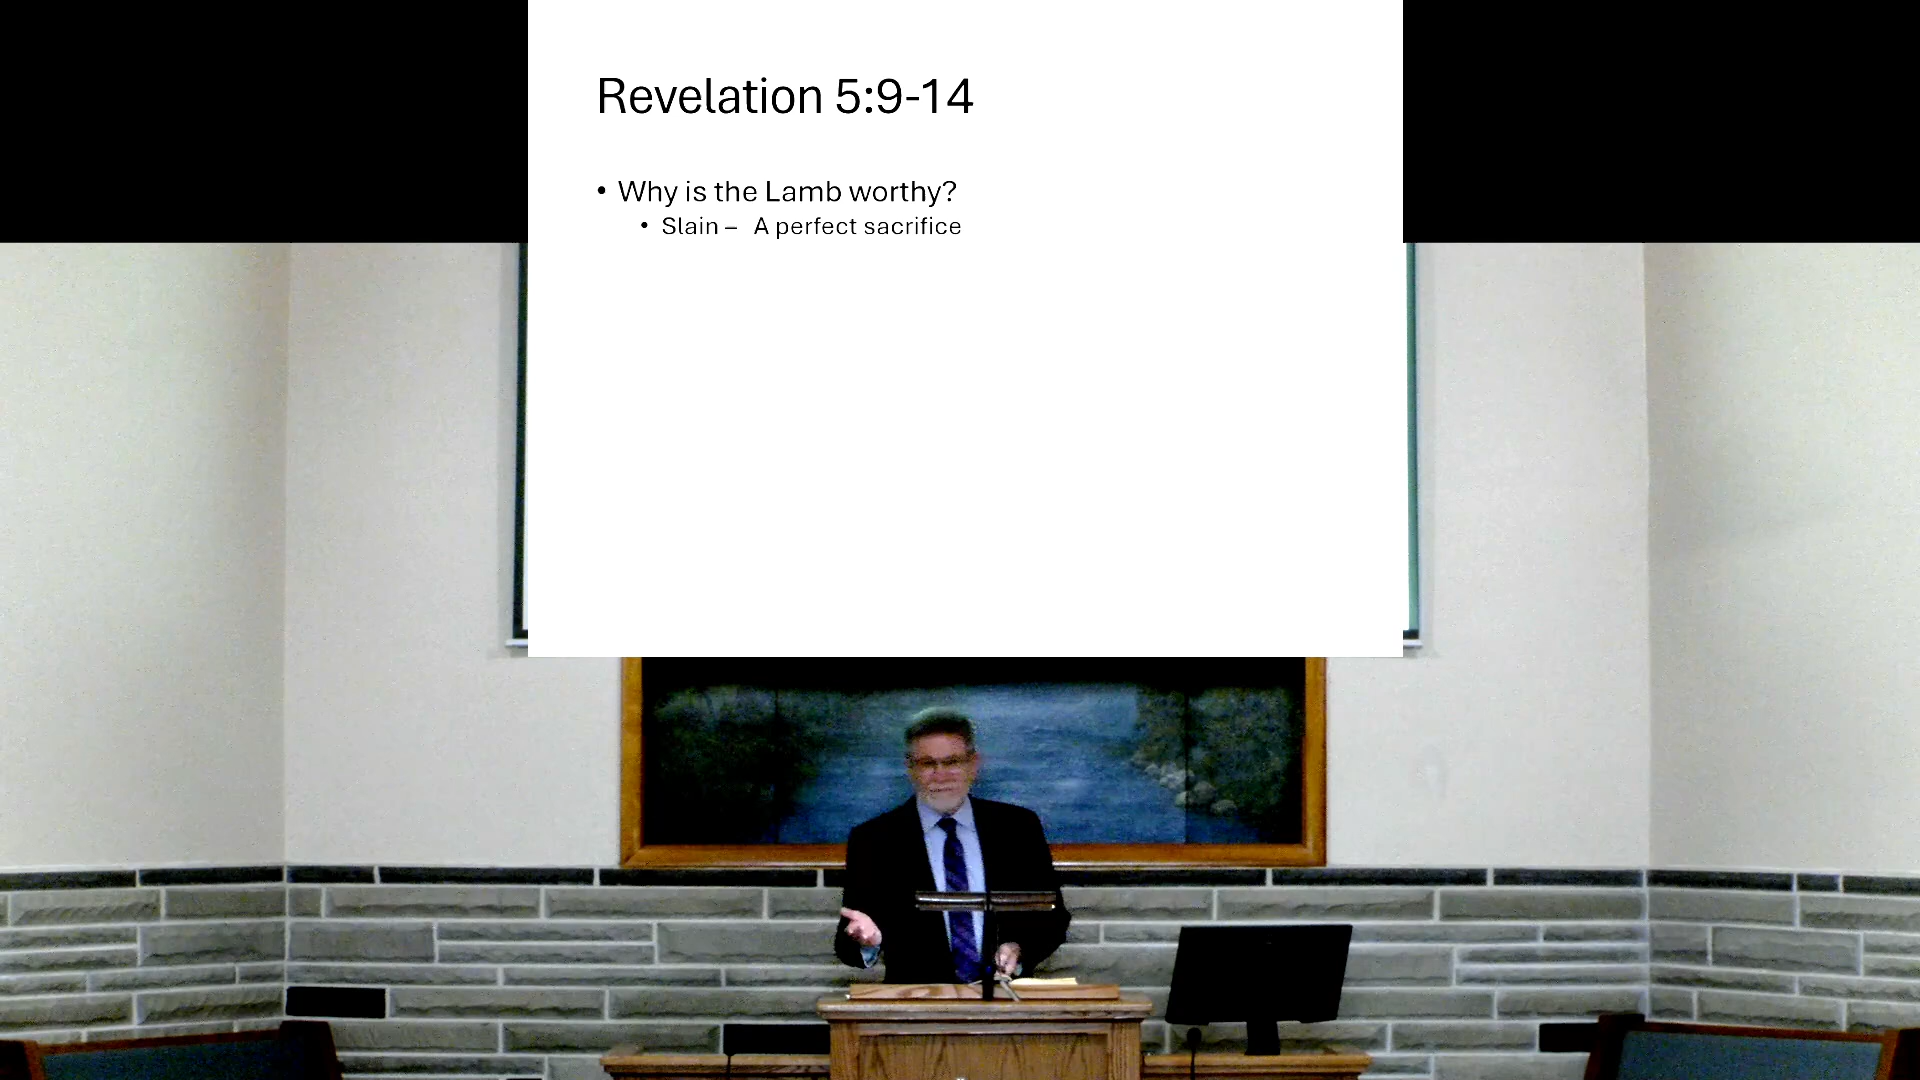 Revelation 5:9-14
• Why is the Lamb worthy?
• Slain – A perfect sacrifice